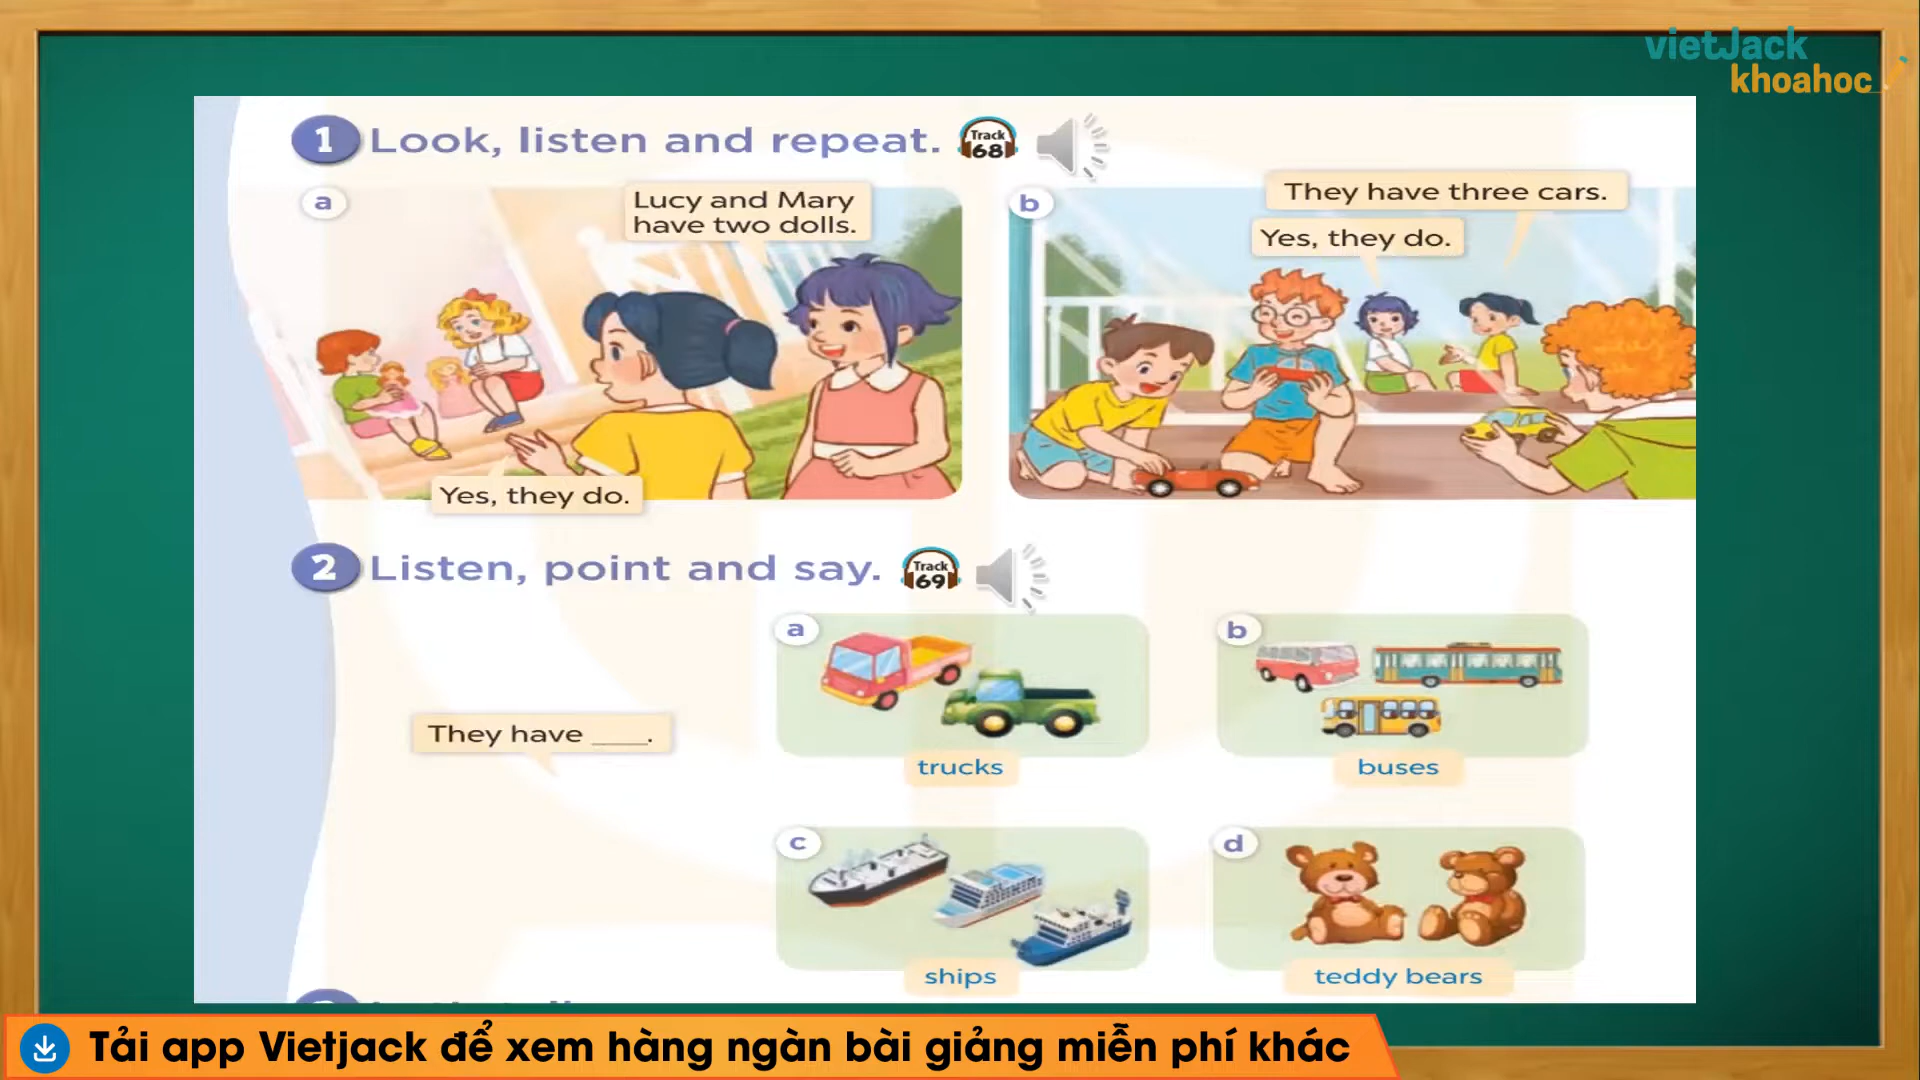 vietJack
khoahoc
1 Look, listen and repeat. Track 68
a
Lucy and Mary
have two dolls.
Yes, they do.
b
They have three cars.
Yes, they do.
2 Listen, point and say. Track 69
They have ____.
a
trucks
b
buses
c
ships
d
teddy bears
Tải app Vietjack để xem hàng ngàn bài giảng miễn phí khác